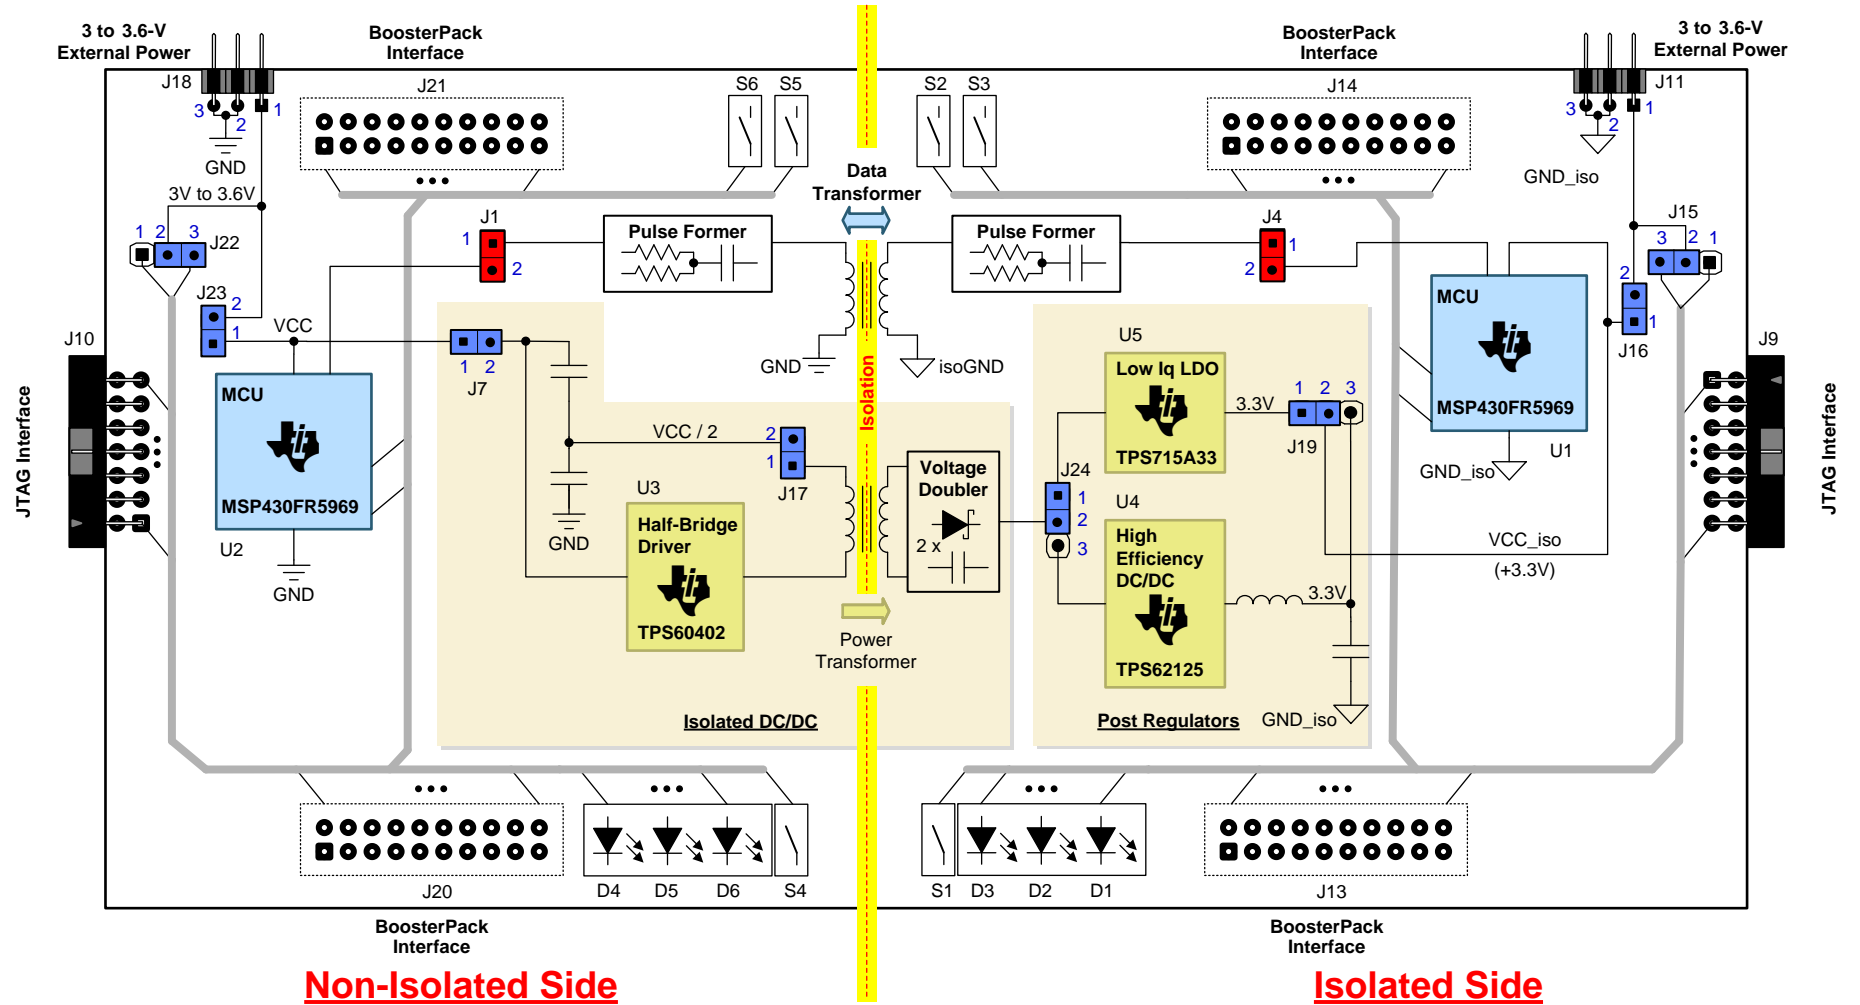 3 to 3.6-V
External Power
BoosterPack
Interface
BoosterPack
Interface
3 to 3.6-V
External Power
J18
J21
S6
S5
S2
S3
J14
J11
3
2
1
3
2
1
GND
GND_iso
Data
Transformer
3V to 3.6V
1
2
3
J22
J1
1
2
Pulse Former
Pulse Former
J4
1
2
J15
3
2
1
J23
2
1
VCC
MCU
2
1
J16
J10
J9
1
2
J7
GND
isoGND
Isolation
U5
Low Iq LDO
TPS715A33
3.3V
1
2
3
J19
MSP430FR5969
U1
GND_iso
JTAG Interface
JTAG Interface
MCU
MSP430FR5969
U2
GND
VCC / 2
2
1
J17
Voltage
Doubler
2 x
J24
1
2
3
GND
U3
Half-Bridge
Driver
TPS60402
U4
High
Efficiency
DC/DC
TPS62125
3.3V
VCC_iso
(+3.3V)
Power
Transformer
Isolated DC/DC
Post Regulators
GND_iso
J20
D4
D5
D6
S4
S1
D3
D2
D1
J13
BoosterPack
Interface
BoosterPack
Interface
Non-Isolated Side
Isolated Side